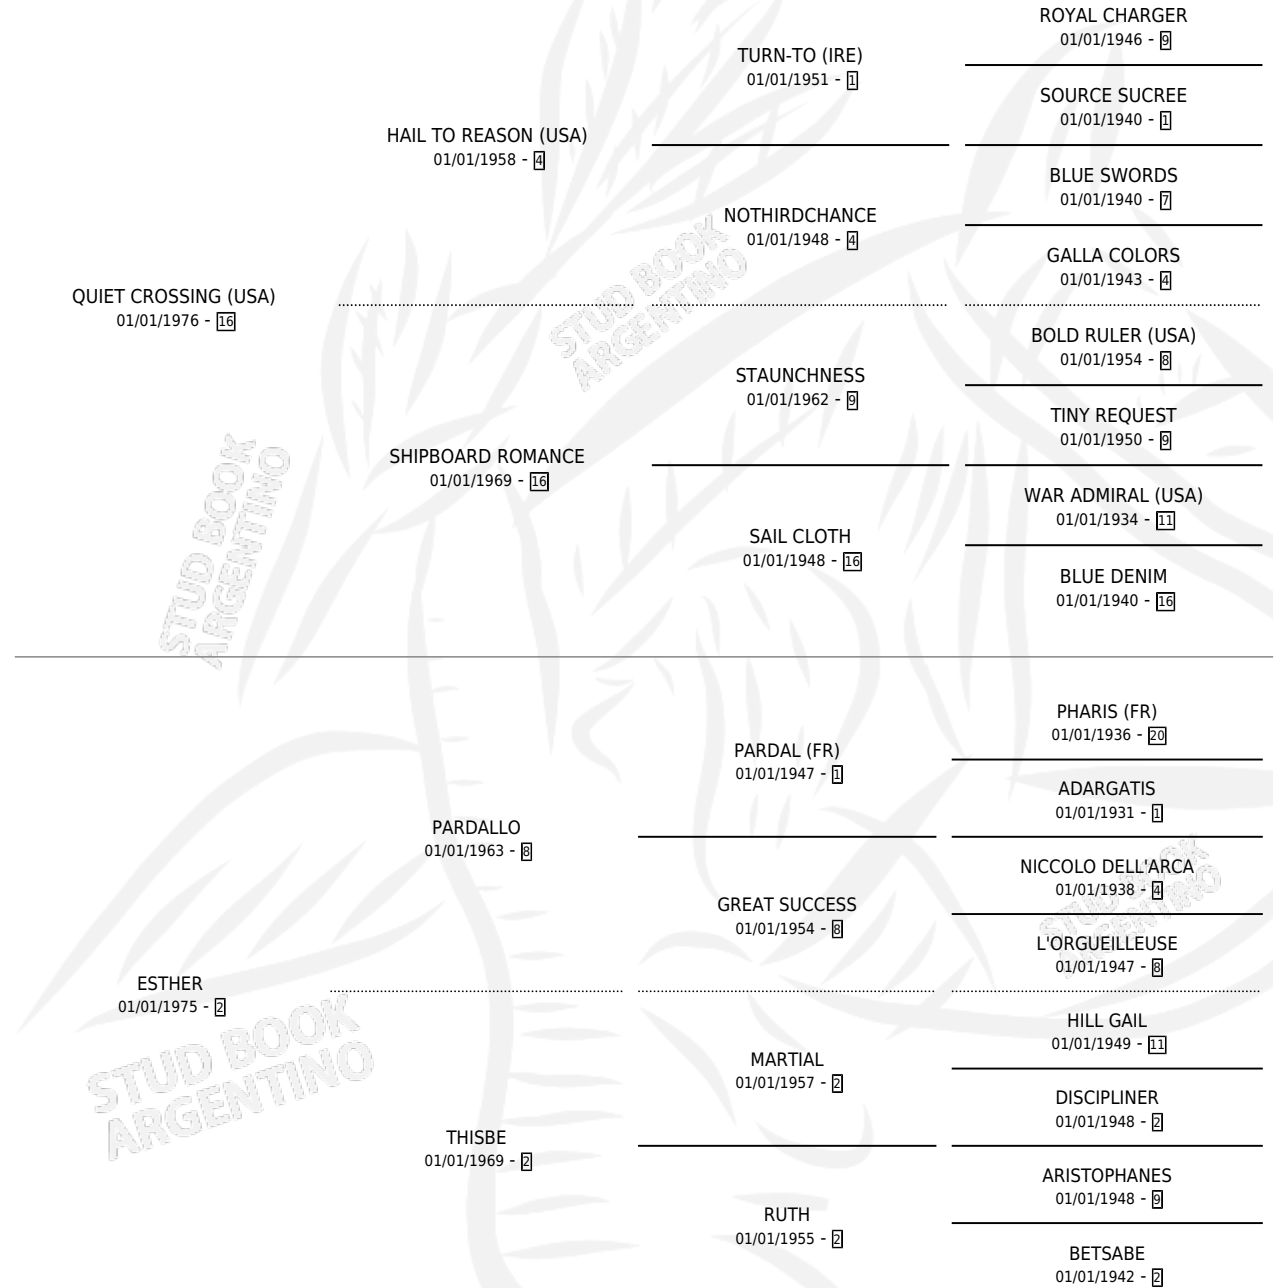 ROYAL CHARGER
01/01/1946 - 9
TURN-TO (IRE)
01/01/1951 - 1
SOURCE SUCREE
01/01/1940 - 1
HAIL TO REASON (USA)
01/01/1958 - 4
BLUE SWORDS
01/01/1940 - 7
NOTHIRDCHANCE
01/01/1948 - 4
GALLA COLORS
01/01/1943 - 4
QUIET CROSSING (USA)
01/01/1976 - 16
BOLD RULER (USA)
01/01/1954 - 8
STAUNCHNESS
01/01/1962 - 9
TINY REQUEST
01/01/1950 - 9
SHIPBOARD ROMANCE
01/01/1969 - 16
WAR ADMIRAL (USA)
01/01/1934 - 11
SAIL CLOTH
01/01/1948 - 16
BLUE DENIM
01/01/1940 - 16
PHARIS (FR)
01/01/1936 - 20
PARDAL (FR)
01/01/1947 - 1
ADARGATIS
01/01/1931 - 1
PARDALLO
01/01/1963 - 8
NICCOLO DELL'ARCA
01/01/1938 - 4
GREAT SUCCESS
01/01/1954 - 8
L'ORGUEILLEUSE
01/01/1947 - 8
ESTHER
01/01/1975 - 2
HILL GAIL
01/01/1949 - 11
MARTIAL
01/01/1957 - 2
DISCIPLINER
01/01/1948 - 2
THISBE
01/01/1969 - 2
ARISTOPHANES
01/01/1948 - 9
RUTH
01/01/1955 - 2
BETSABE
01/01/1942 - 2
STUD BOOK
ARGENTINO
STUD BOOK
ARGENTINO
STUD BOOK
ARGENTINO
STUD BOOK
ARGENTINO